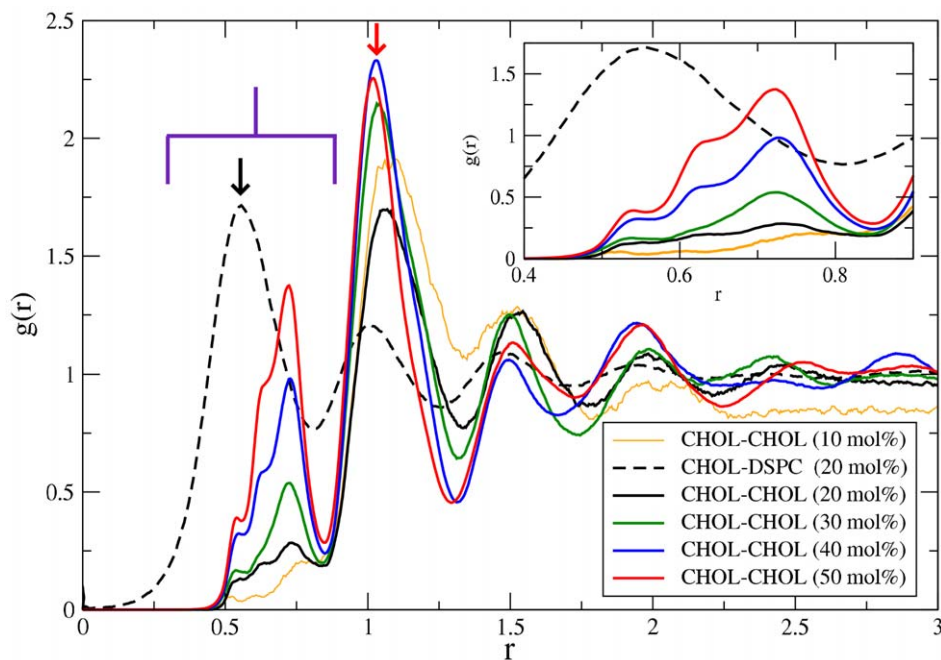 2.5
2
1.5
1
0.5
0
g(r)
0
0.5
1
1.5
2
2.5
3
r
1.5
1
0.5
0
g(r)
0.4
0.6
0.8
r
CHOL-CHOL (10 mol%)
CHOL-DSPC (20 mol%)
CHOL-CHOL (20 mol%)
CHOL-CHOL (30 mol%)
CHOL-CHOL (40 mol%)
CHOL-CHOL (50 mol%)